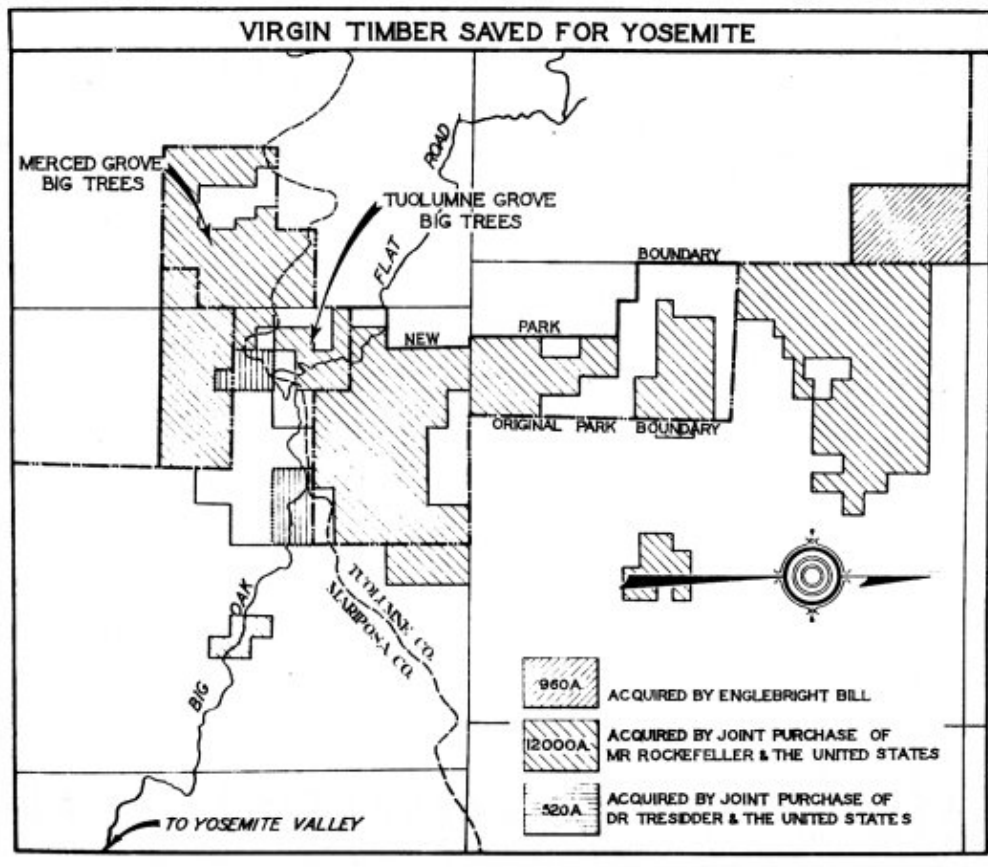 VIRGIN TIMBER SAVED FOR YOSEMITE
MERCED GROVE
BIG TREES
TUOLUMNE GROVE
BIG TREES
ROAD
FLAT
OAK
BIG
NEW
PARK
BOUNDARY
ORIGINAL PARK BOUNDARY
TUOLUMNE CO.
MARIPOSA CO.
TO YOSEMITE VALLEY
960A.
ACQUIRED BY ENGLEBRIGHT BILL
12000A.
ACQUIRED BY JOINT PURCHASE OF
MR ROCKEFELLER & THE UNITED STATES
520A.
ACQUIRED BY JOINT PURCHASE OF
DR TRESIDDER & THE UNITED STATES